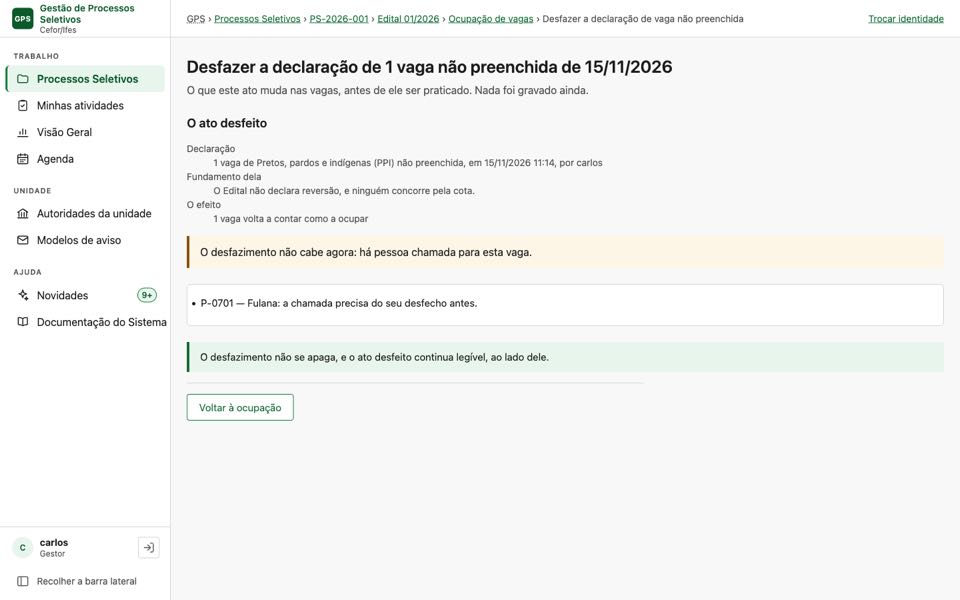 GPS
Gestão de Processos
Seletivos
Cefor/Ifes
GPS › Processos Seletivos › PS-2026-001 › Edital 01/2026 › Ocupação de vagas › Desfazer a declaração de vaga não preenchida
Trocar identidade
TRABALHO
Processos Seletivos
Minhas atividades
Visão Geral
Agenda
UNIDADE
Autoridades da unidade
Modelos de aviso
AJUDA
Novidades 9+
Documentação do Sistema
Desfazer a declaração de 1 vaga não preenchida de 15/11/2026
O que este ato muda nas vagas, antes de ele ser praticado. Nada foi gravado ainda.
O ato desfeito
Declaração
1 vaga de Pretos, pardos e indígenas (PPI) não preenchida, em 15/11/2026 11:14, por carlos
Fundamento dela
O Edital não declara reversão, e ninguém concorre pela cota.
O efeito
1 vaga volta a contar como a ocupar
O desfazimento não cabe agora: há pessoa chamada para esta vaga.
• P-0701 — Fulana: a chamada precisa do seu desfecho antes.
O desfazimento não se apaga, e o ato desfeito continua legível, ao lado dele.
Voltar à ocupação
C
carlos
Gestor
Recolher a barra lateral